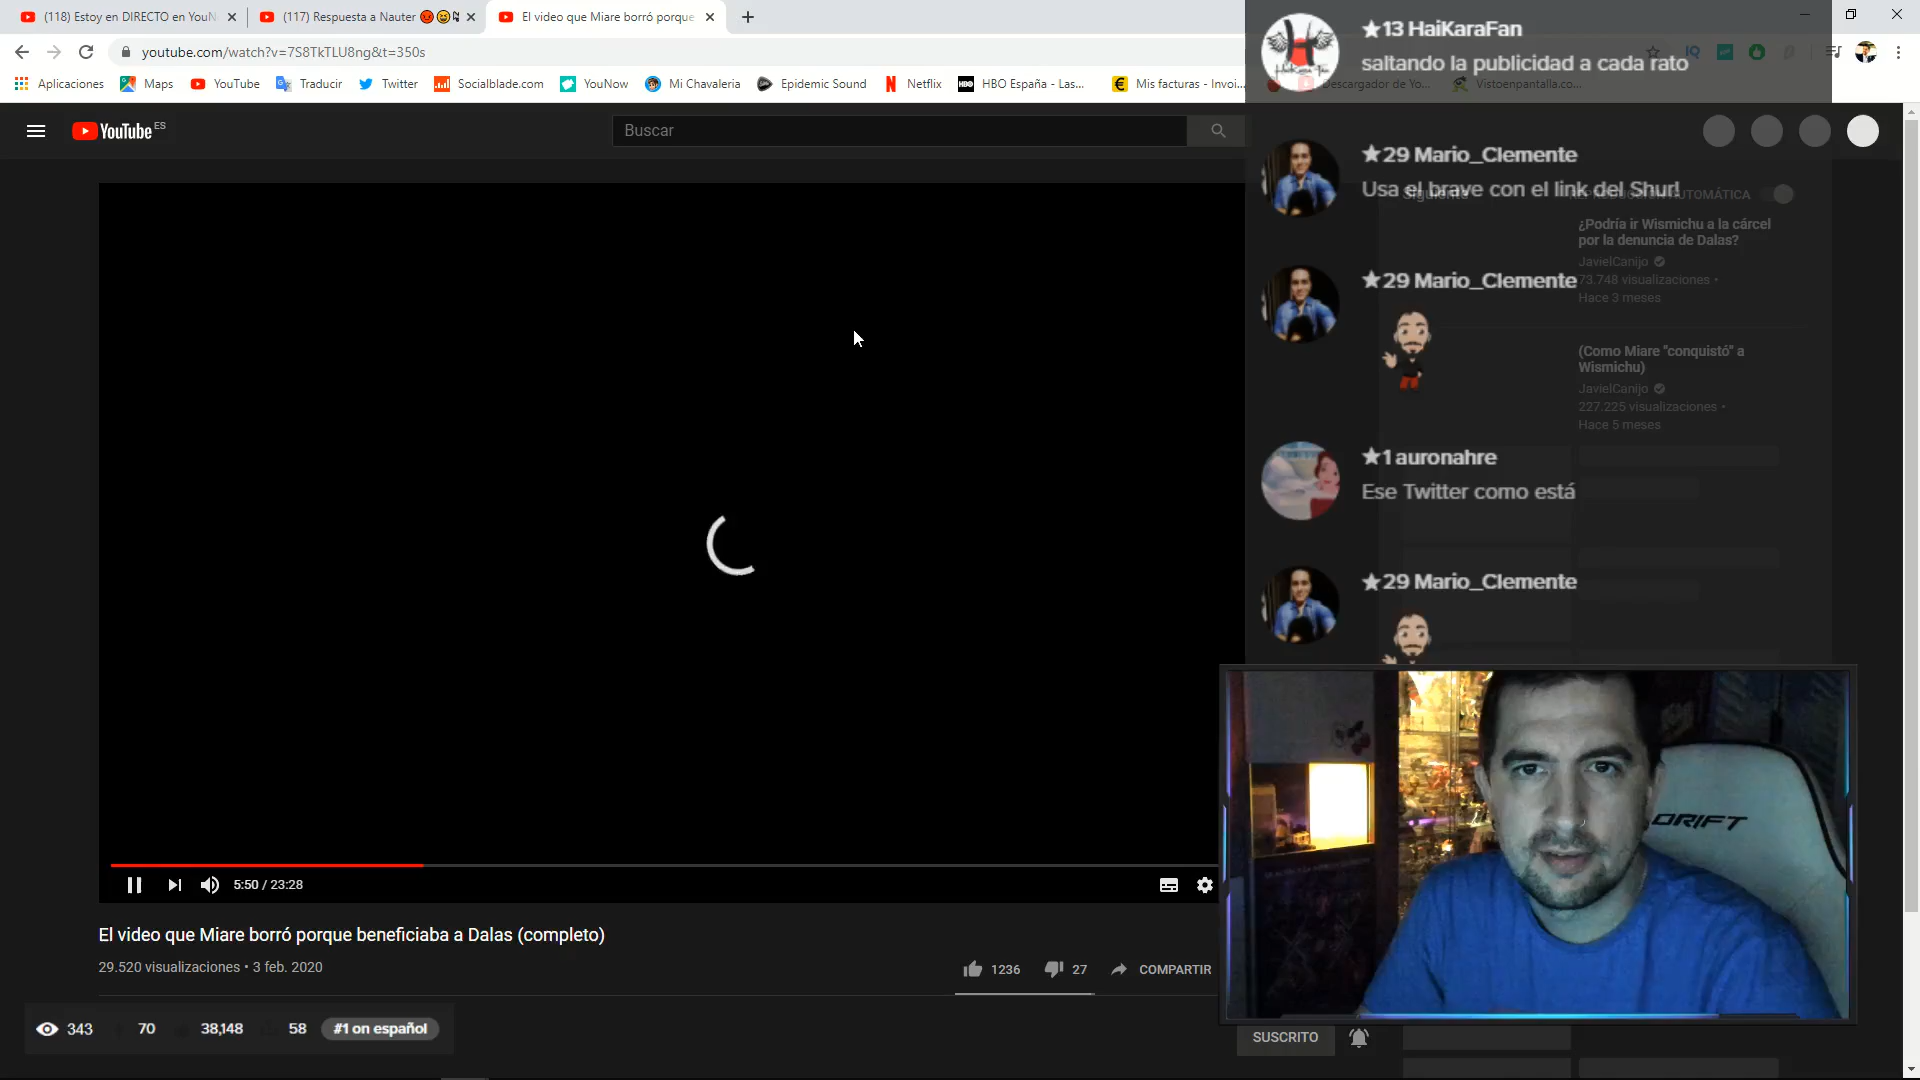 (118) Estoy en DIRECTO en YouN
(117) Respuesta a Nauter
El video que Miare borró porque
youtube.com/watch?v=7S8TkTLU8ng&t=350s
Aplicaciones
Maps
YouTube
Traducir
Twitter
Socialblade.com
YouNow
Mi Chavaleria
Epidemic Sound
Netflix
HBO España - Las...
Mis facturas - Invoi...
Descargador de Yo...
Vistoenpantalla.co...
YouTube ES
Buscar
★13 HaiKaraFan
saltando la publicidad a cada rato
★29 Mario_Clemente
Usa el brave con el link del Shur!
Siguiente
★29 Mario_Clemente
★1 auronahre
Ese Twitter como está
★29 Mario_Clemente
¿Podría ir Wismichu a la cárcel
por la denuncia de Dalas?
JavielCanijo
73.748 visualizaciones •
Hace 3 meses
(Como Miare "conquistó" a
Wismichu)
JavielCanijo
227.225 visualizaciones •
Hace 5 meses
5:50 / 23:28
El video que Miare borró porque beneficiaba a Dalas (completo)
29.520 visualizaciones • 3 feb. 2020
1236
27
COMPARTIR
343
70
38,148
58
#1 on español
SUSCRITO
DRIFT